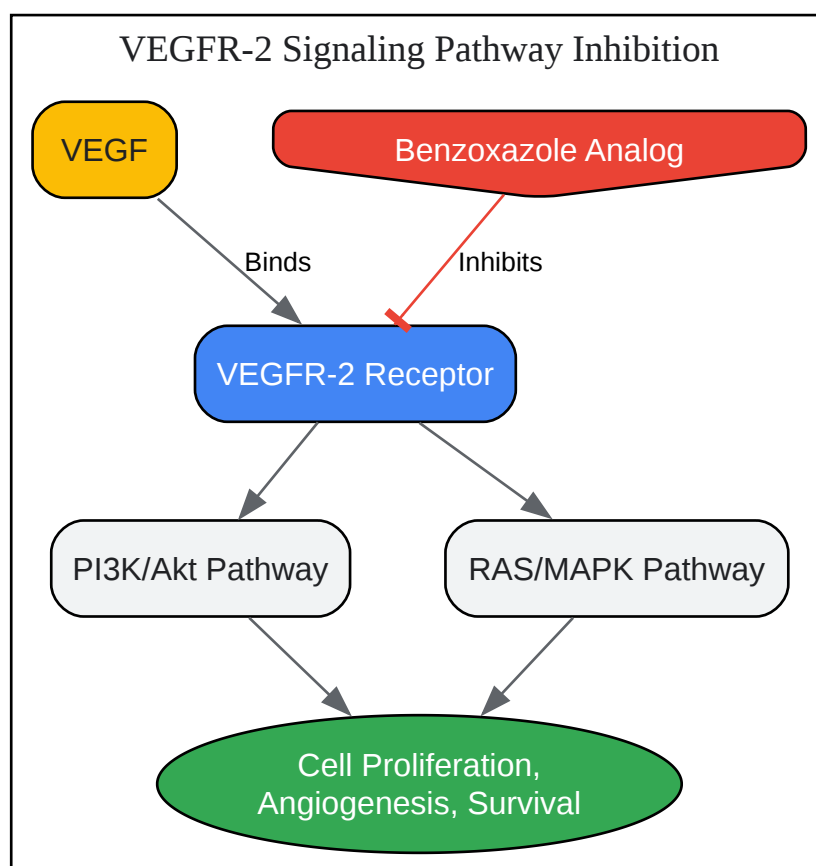 VEGFR-2 Signaling Pathway Inhibition
VEGF
Benzoxazole Analog
Binds
Inhibits
VEGFR-2 Receptor
PI3K/Akt Pathway
RAS/MAPK Pathway
Cell Proliferation,
Angiogenesis, Survival